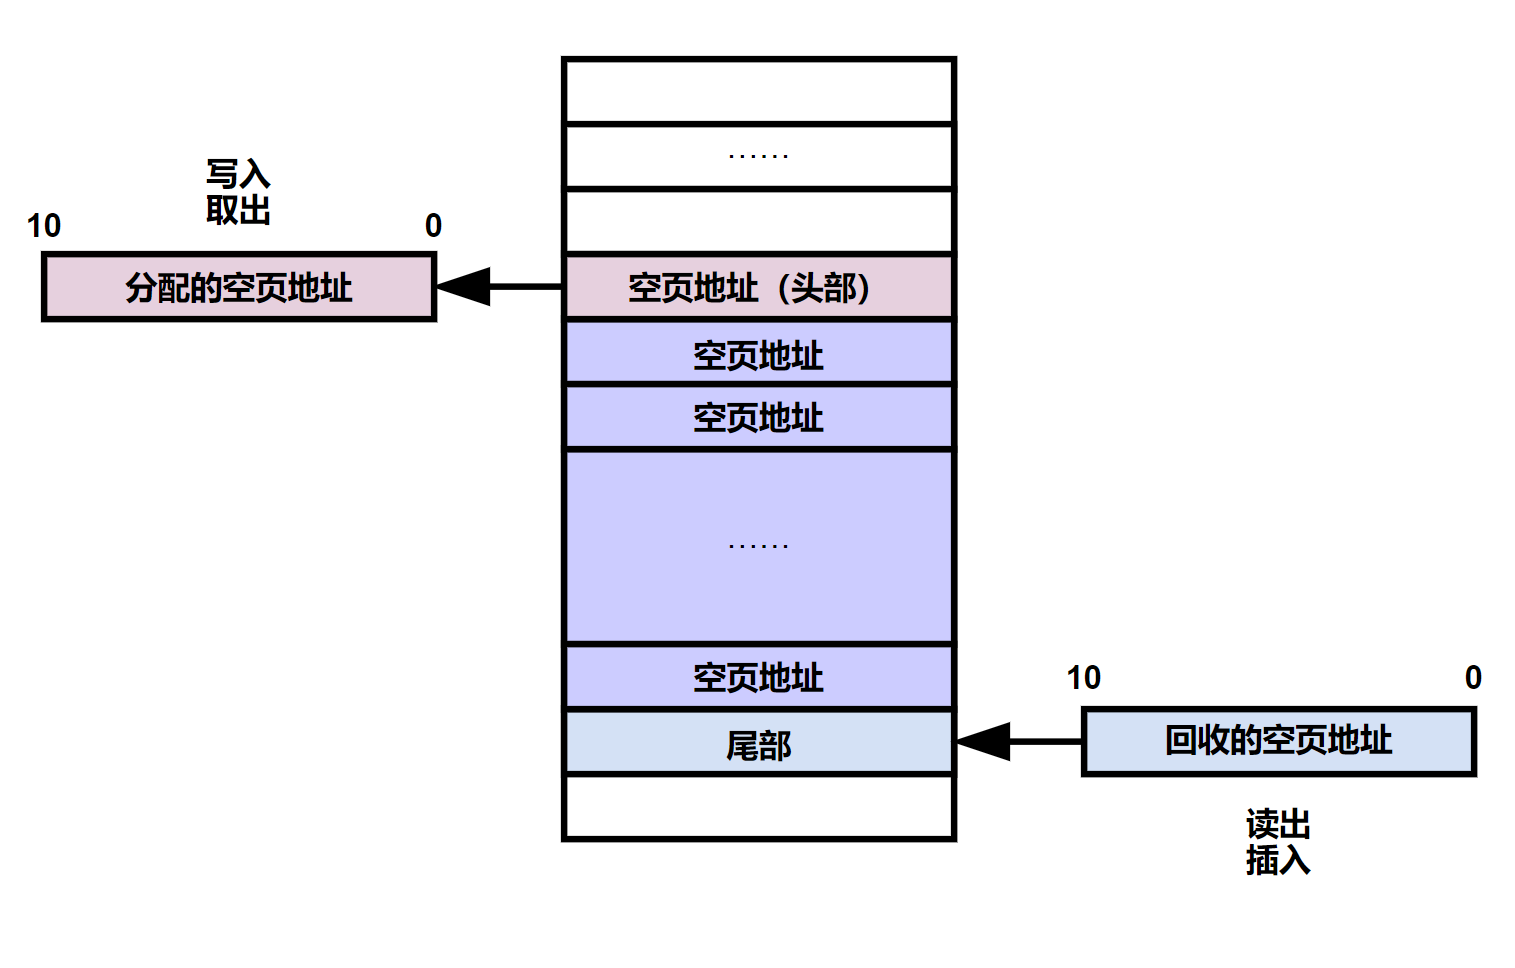 ……
写入
取出
10
0
分配的空页地址
空页地址（头部）
空页地址
空页地址
……
空页地址
10
0
尾部
回收的空页地址
读出
插入